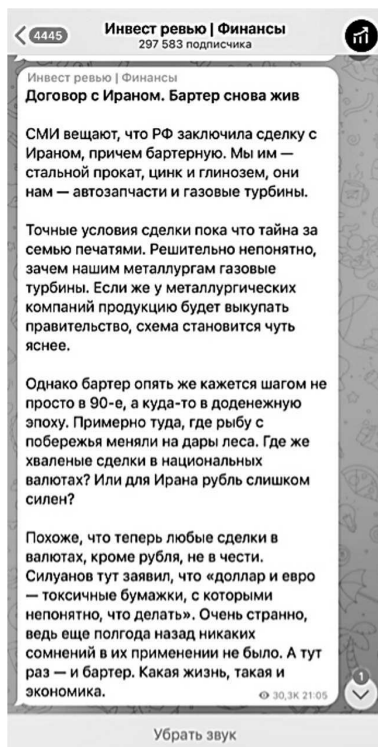 4445
Инвест ревью | Финансы
297 583 подписчика
Инвест ревью | Финансы
Договор с Ираном. Бартер снова жив
СМИ вещают, что РФ заключила сделку с
Ираном, причем бартерную. Мы им —
стальной прокат, цинк и глинозем, они
нам — автозапчасти и газовые турбины.
Точные условия сделки пока что тайна за
семью печатями. Решительно непонятно,
зачем нашим металлургам газовые
турбины. Если же у металлургических
компаний продукцию будет выкупать
правительство, схема становится чуть
яснее.
Однако бартер опять же кажется шагом не
просто в 90-е, а куда-то в доденежную
эпоху. Примерно туда, где рыбу с
побережья меняли на дары леса. Где же
хваленые сделки в национальных
валютах? Или для Ирана рубль слишком
силен?
Похоже, что теперь любые сделки в
валютах, кроме рубля, не в чести.
Силуанов тут заявил, что «доллар и евро
— токсичные бумажки, с которыми
непонятно, что делать». Очень странно,
ведь еще полгода назад никаких
сомнений в их применении не было. А тут
раз — и бартер. Какая жизнь, такая и
экономика.
30,3K 21:05
1
Убрать звук